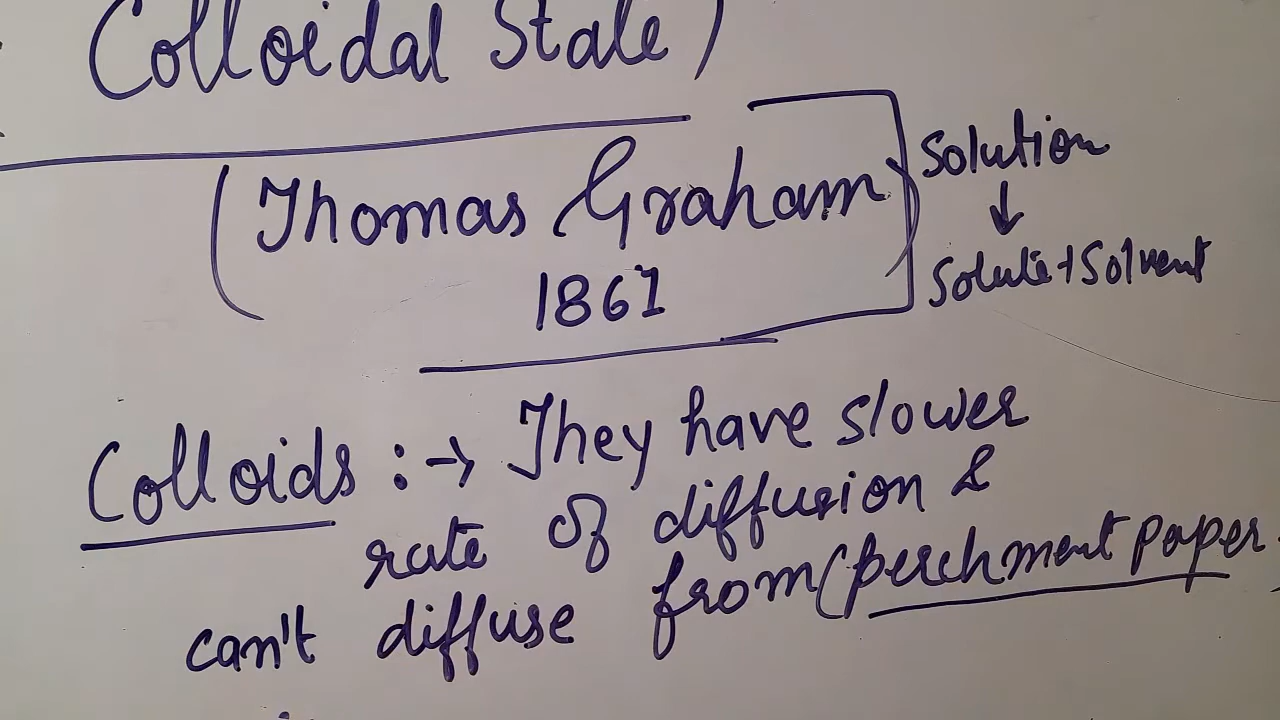 Colloidal State)
(Thomas Graham)
1861
Solution
↓
Solute+Solvent
Colloids :→ They have slower
rate of diffusion &
can't diffuse from (perchment paper